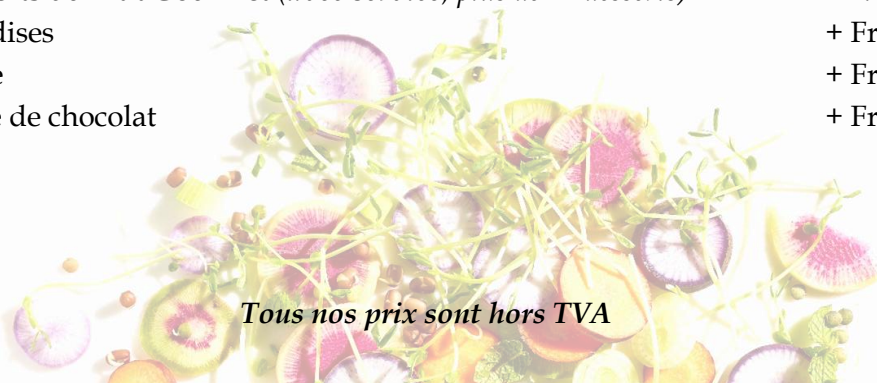 dises + Fr
e + Fr
e de chocolat + Fr
Tous nos prix sont hors TVA